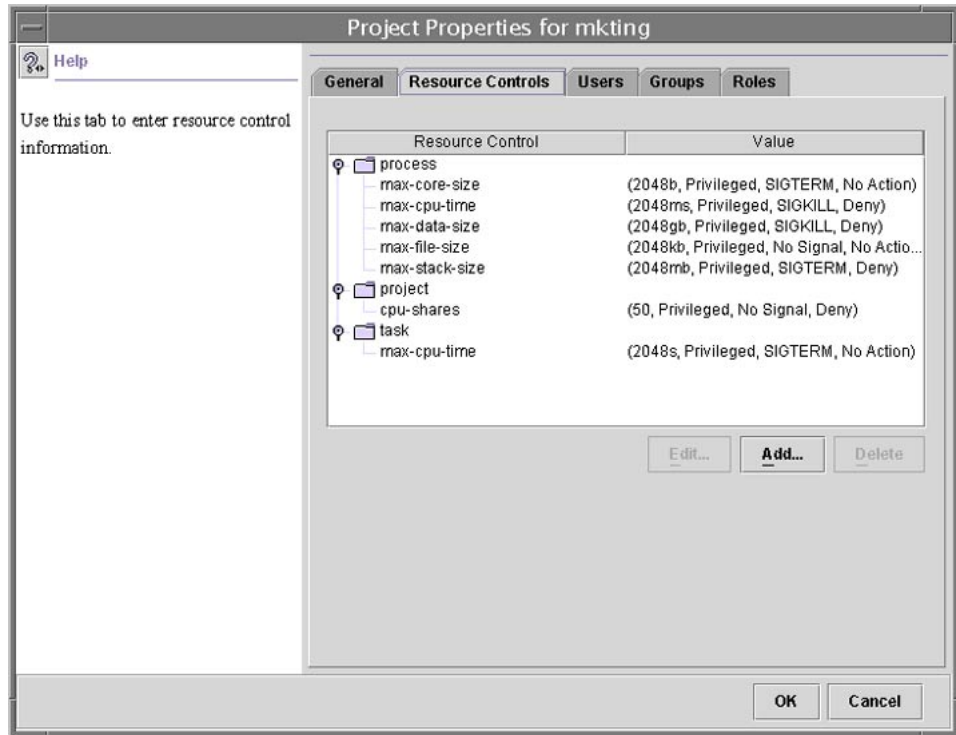 Project Properties for mkting
Help
Use this tab to enter resource control
information.
General Resource Controls Users Groups Roles
Resource Control Value
process
max-core-size (2048b, Privileged, SIGTERM, No Action)
max-cpu-time (2048ms, Privileged, SIGKILL, Deny)
max-data-size (2048gb, Privileged, SIGKILL, Deny)
max-file-size (2048kb, Privileged, No Signal, No Actio...
max-stack-size (2048mb, Privileged, SIGTERM, Deny)
project
cpu-shares (50, Privileged, No Signal, Deny)
task
max-cpu-time (2048s, Privileged, SIGTERM, No Action)
Edit... Add... Delete
OK Cancel